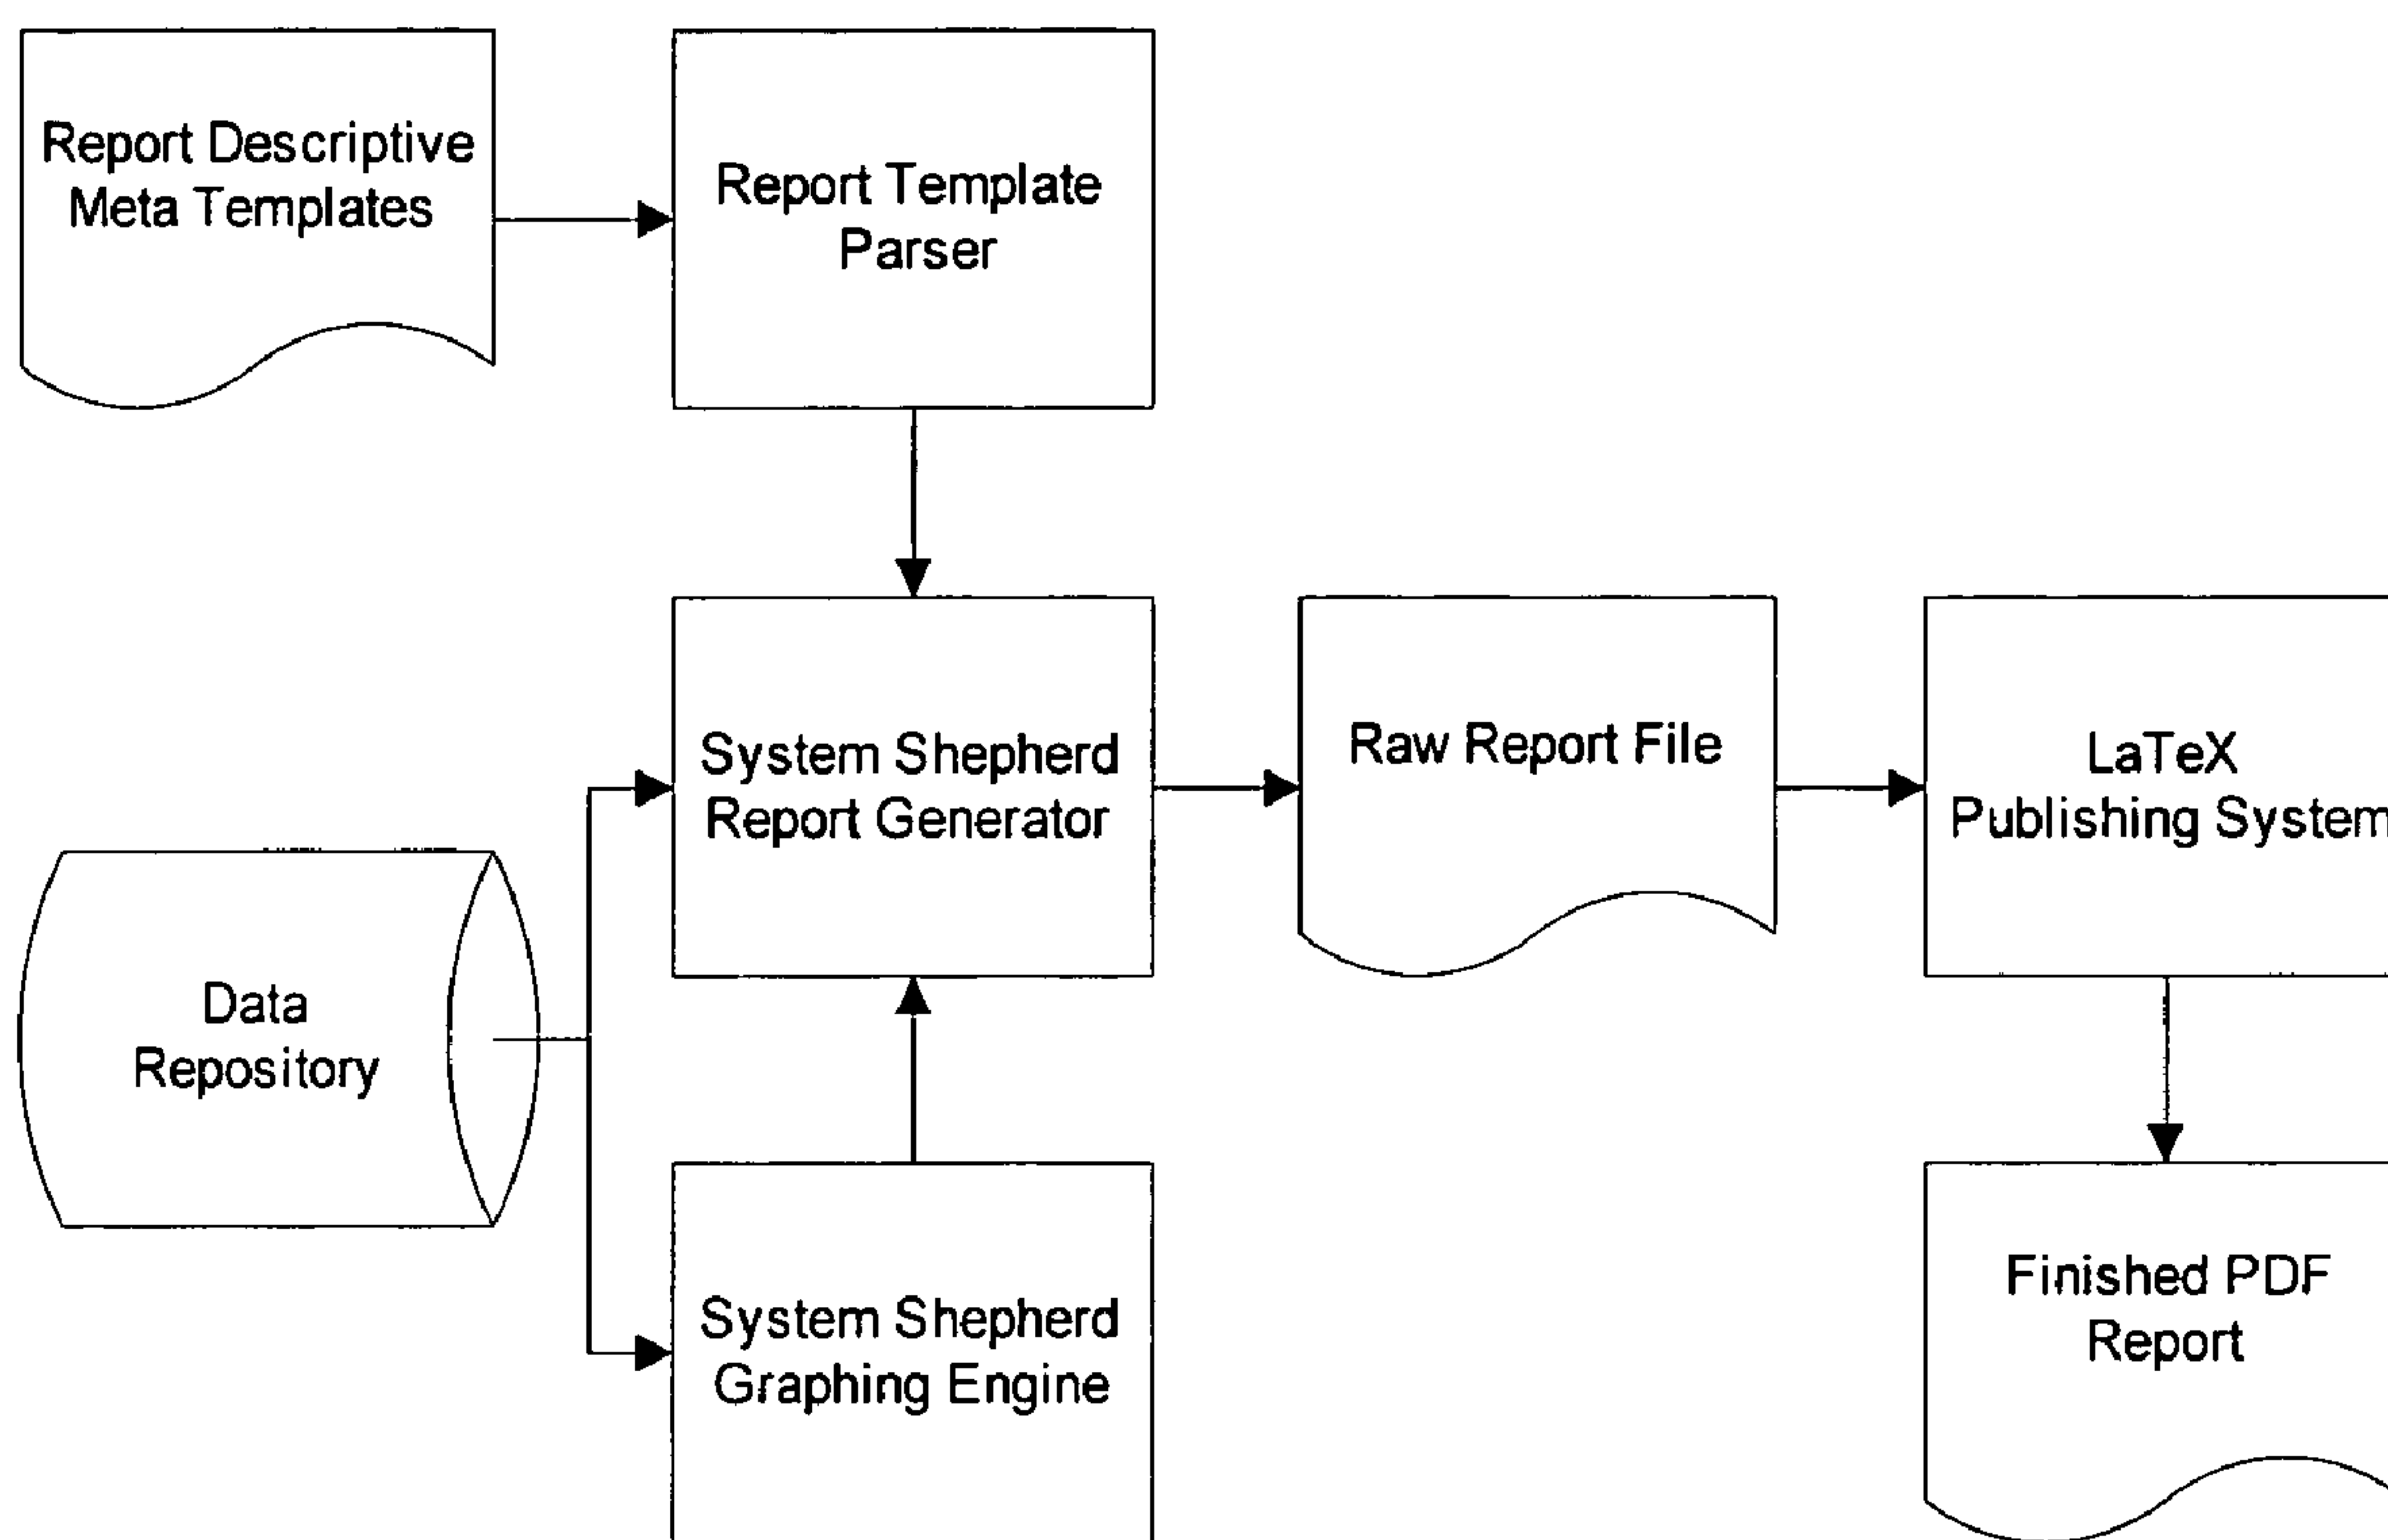 Report Descriptive
Meta Templates
Report Template
Parser
System Shepherd
Report Generator
Raw Report File
LaTeX
Publishing System
Data
Repository
System Shepherd
Graphing Engine
Finished PDF
Report